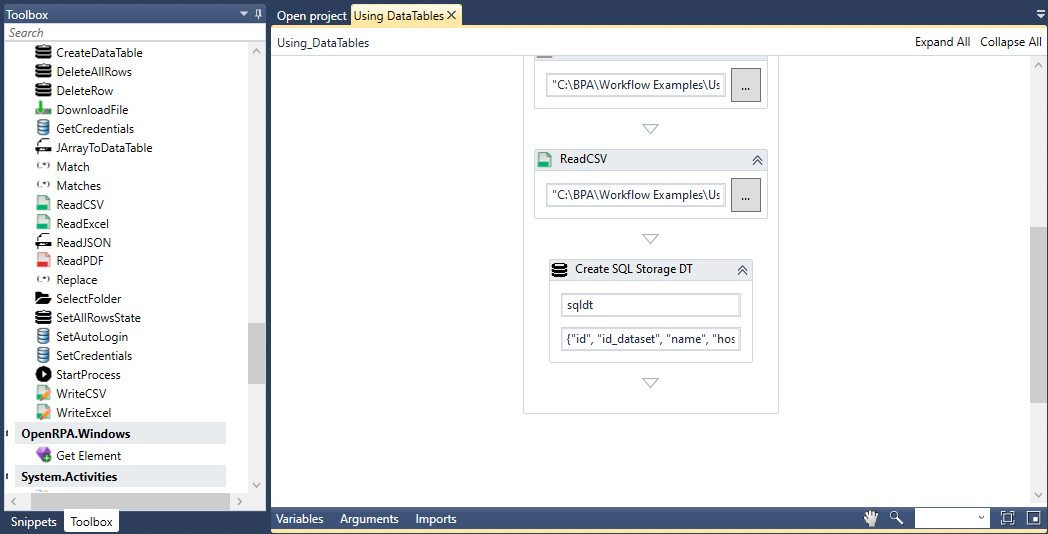 Toolbox
Search
CreateDataTable
DeleteAllRows
DeleteRow
DownloadFile
GetCredentials
JArrayToDataTable
Match
Matches
ReadCSV
ReadExcel
ReadJSON
ReadPDF
Replace
SelectFolder
SetAllRowsState
SetAutoLogin
SetCredentials
StartProcess
WriteCSV
WriteExcel
OpenRPA.Windows
Get Element
System.Activities
Snippets
Toolbox
Open project
Using DataTables
Using_DataTables
Expand All
Collapse All
"C:\BPA\Workflow Examples\Us
...
ReadCSV
"C:\BPA\Workflow Examples\Us
...
Create SQL Storage DT
sqldt
{"id", "id_dataset", "name", "hos
Variables
Arguments
Imports